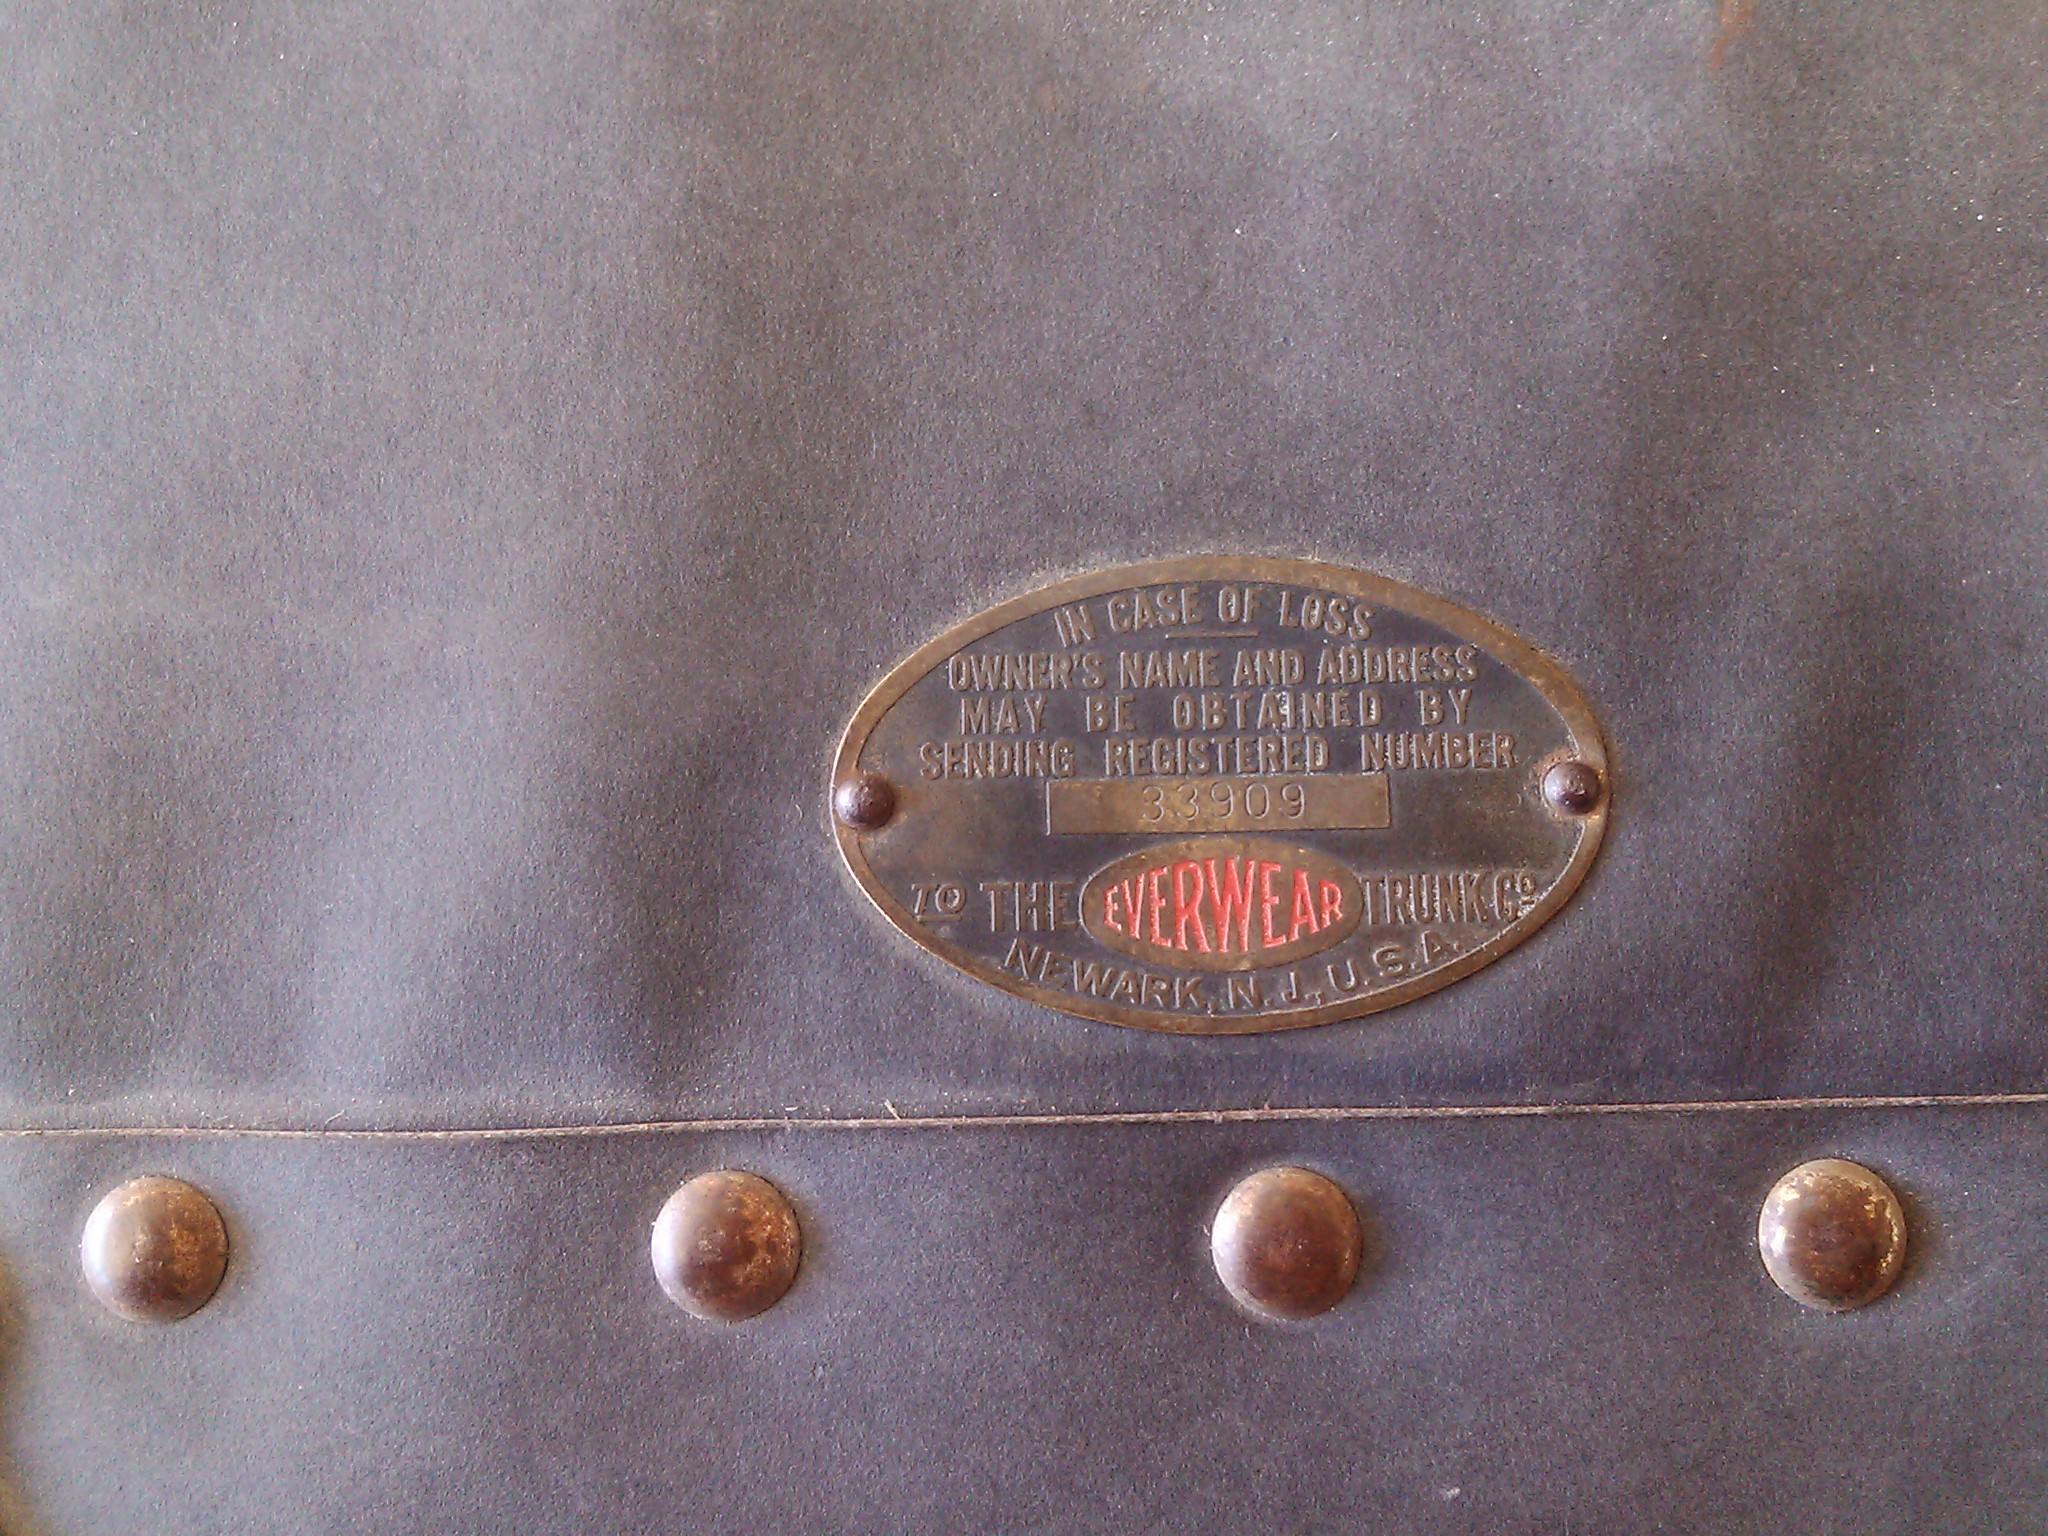 IN CASE OF LOSS
OWNER'S NAME AND ADDRESS
MAY BE OBTAINED BY
SENDING REGISTERED NUMBER
33909
TO THE EVERWEAR TRUNK CO.
NEWARK, N.J., U.S.A.